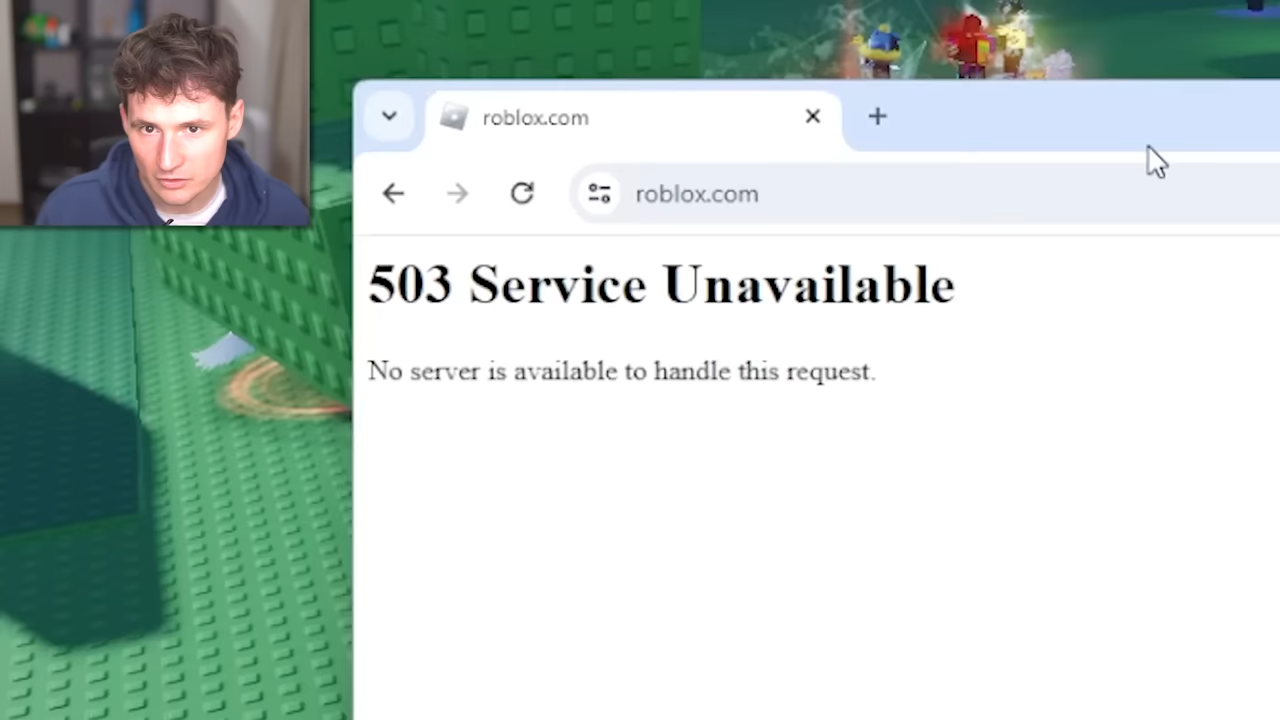 roblox.com
roblox.com
503 Service Unavailable
No server is available to handle this request.